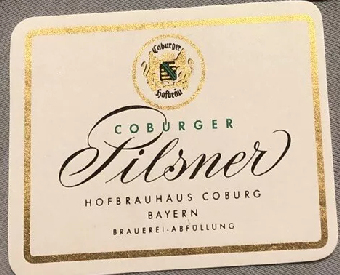 Coburger
Hofbräu
COBURGER
Pilsner
HOFBRAUHAUS COBURG
BAYERN
BRAUEREI-ABFÜLLUNG